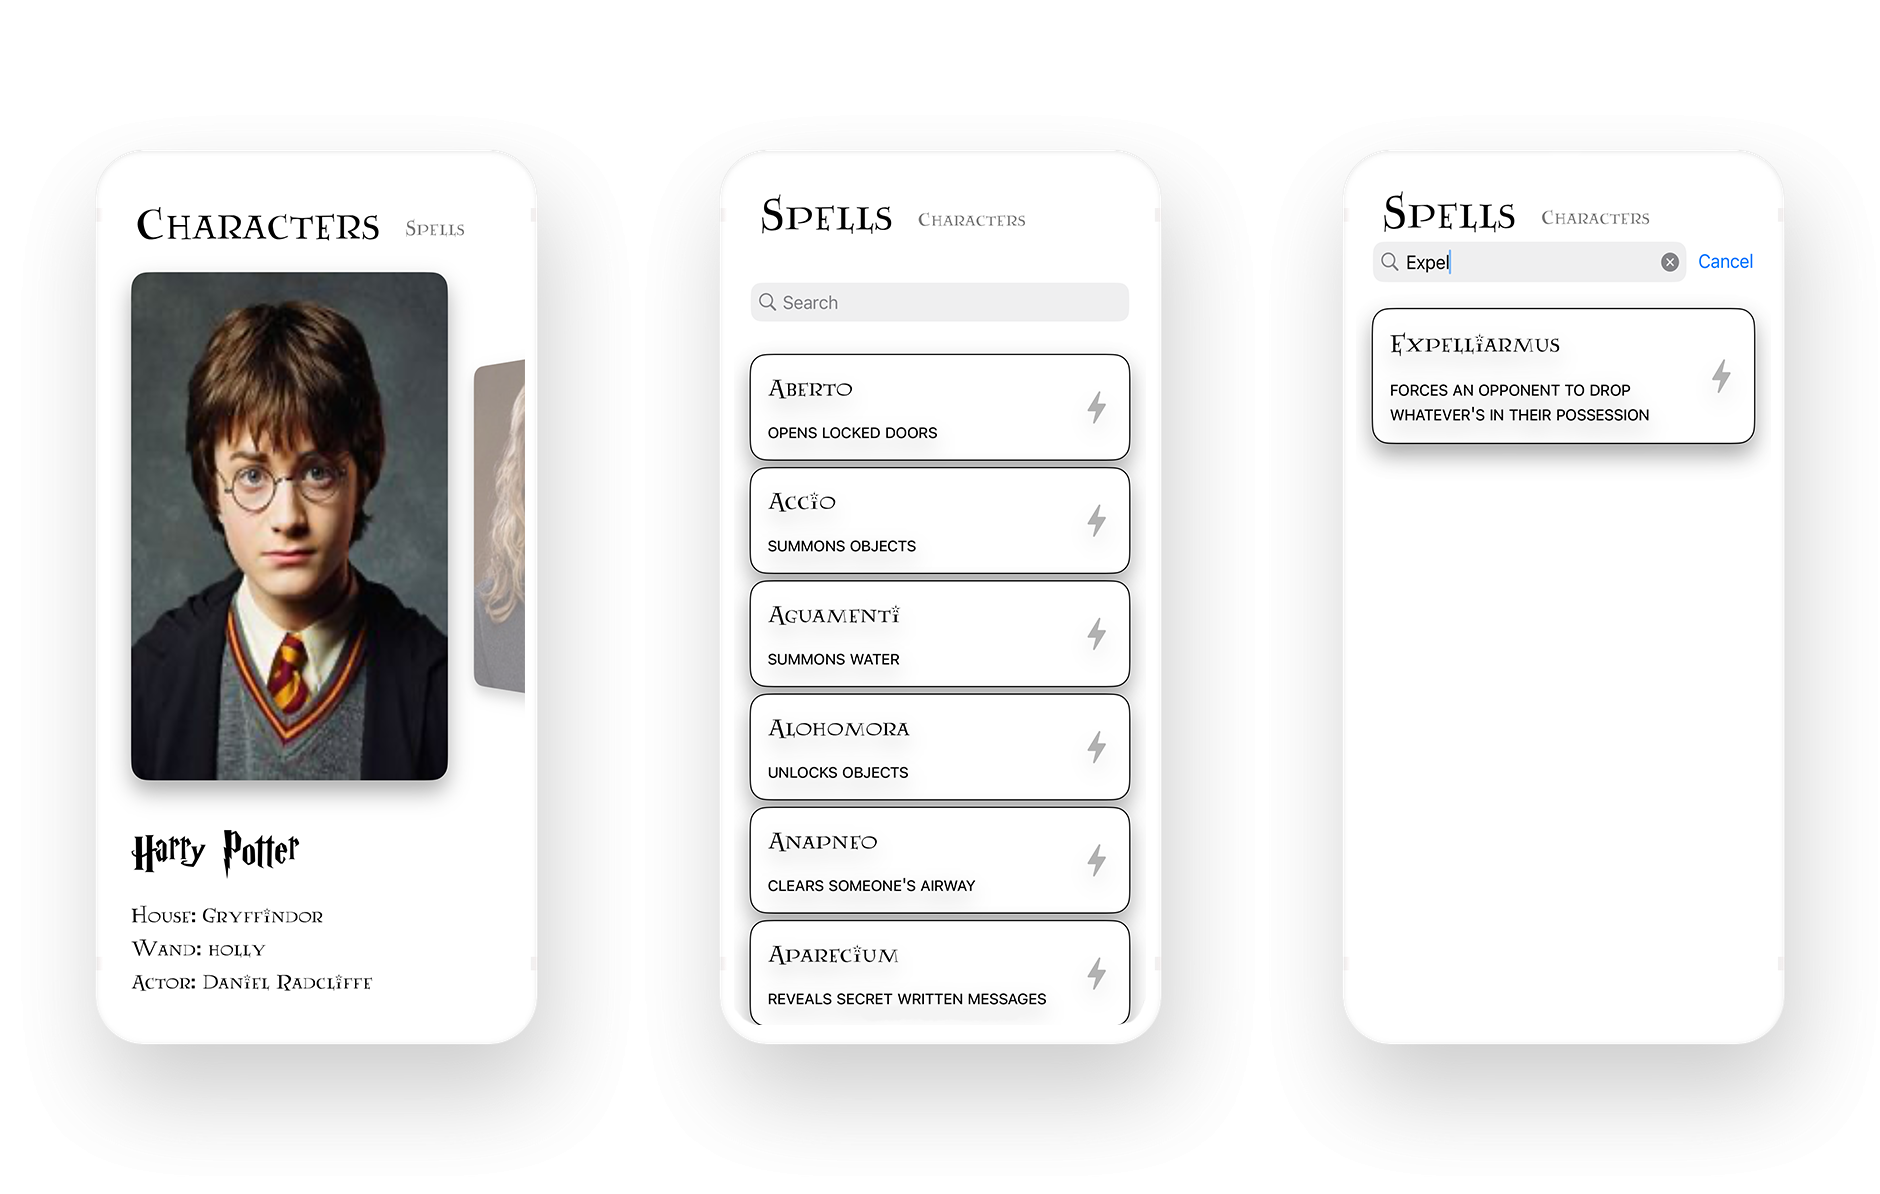 Characters Spells
Harry Potter
House: Gryffindor
Wand: holly
Actor: Daniel Radcliffe
Spells Characters
Search
Aberto
OPENS LOCKED DOORS
Accio
SUMMONS OBJECTS
Aguamenti
SUMMONS WATER
Alohomora
UNLOCKS OBJECTS
Anapneo
CLEARS SOMEONE'S AIRWAY
Aparecium
REVEALS SECRET WRITTEN MESSAGES
Spells Characters
Expel Cancel
Expelliarmus
FORCES AN OPPONENT TO DROP
WHATEVER'S IN THEIR POSSESSION